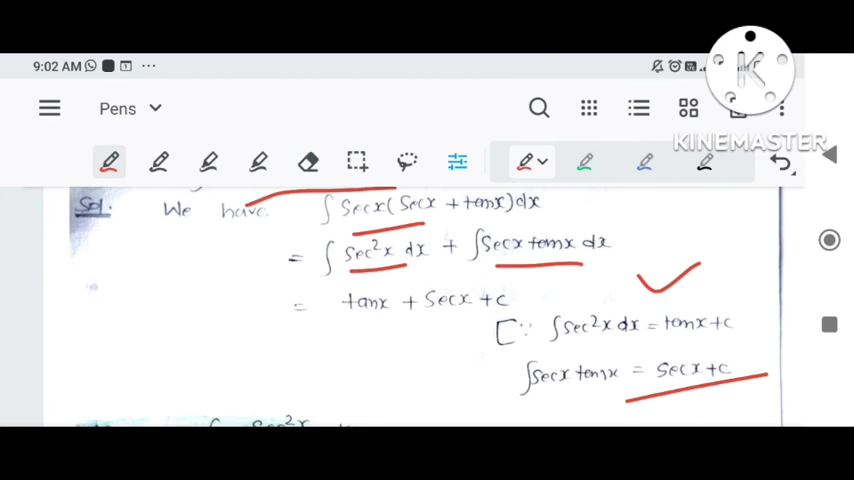 9:02 AM
KINEMASTER
Pens
Sol. We have. ∫ Secx(Secx + tanx)dx
= ∫ Sec²x dx + ∫Secx tanx dx
= tanx + Secx + c
[∵ ∫Sec²x dx = tanx + c
∫Secx tanx = Secx + c
Sec²x